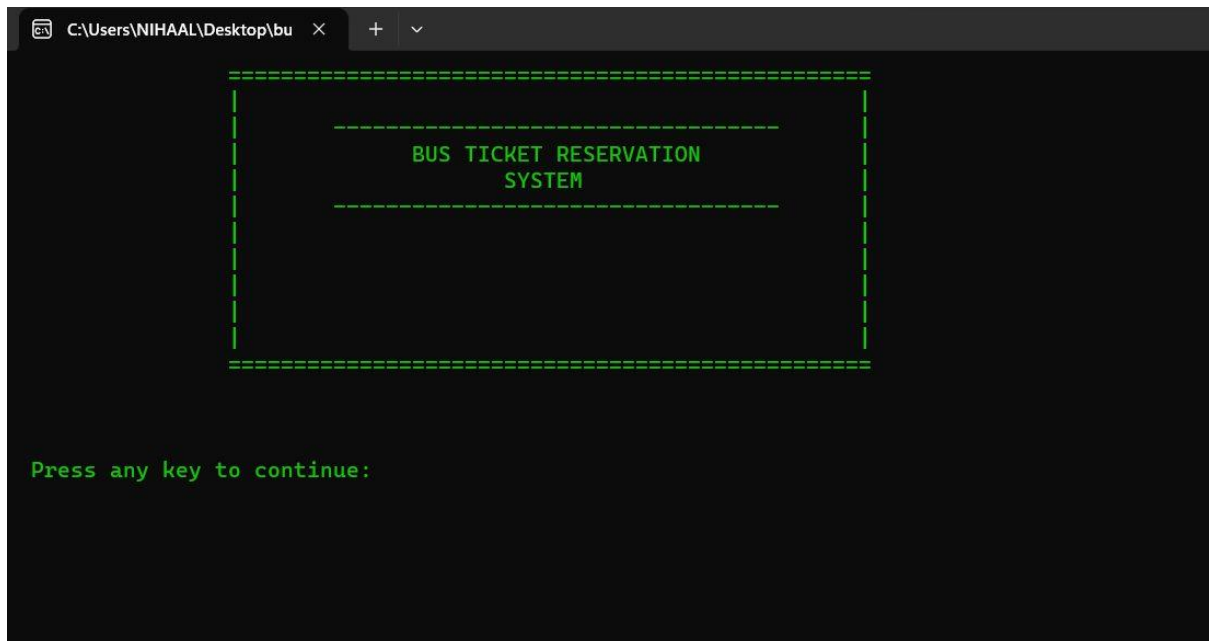 C:\Users\NIHAAL\Desktop\bu
BUS TICKET RESERVATION
SYSTEM
Press any key to continue: